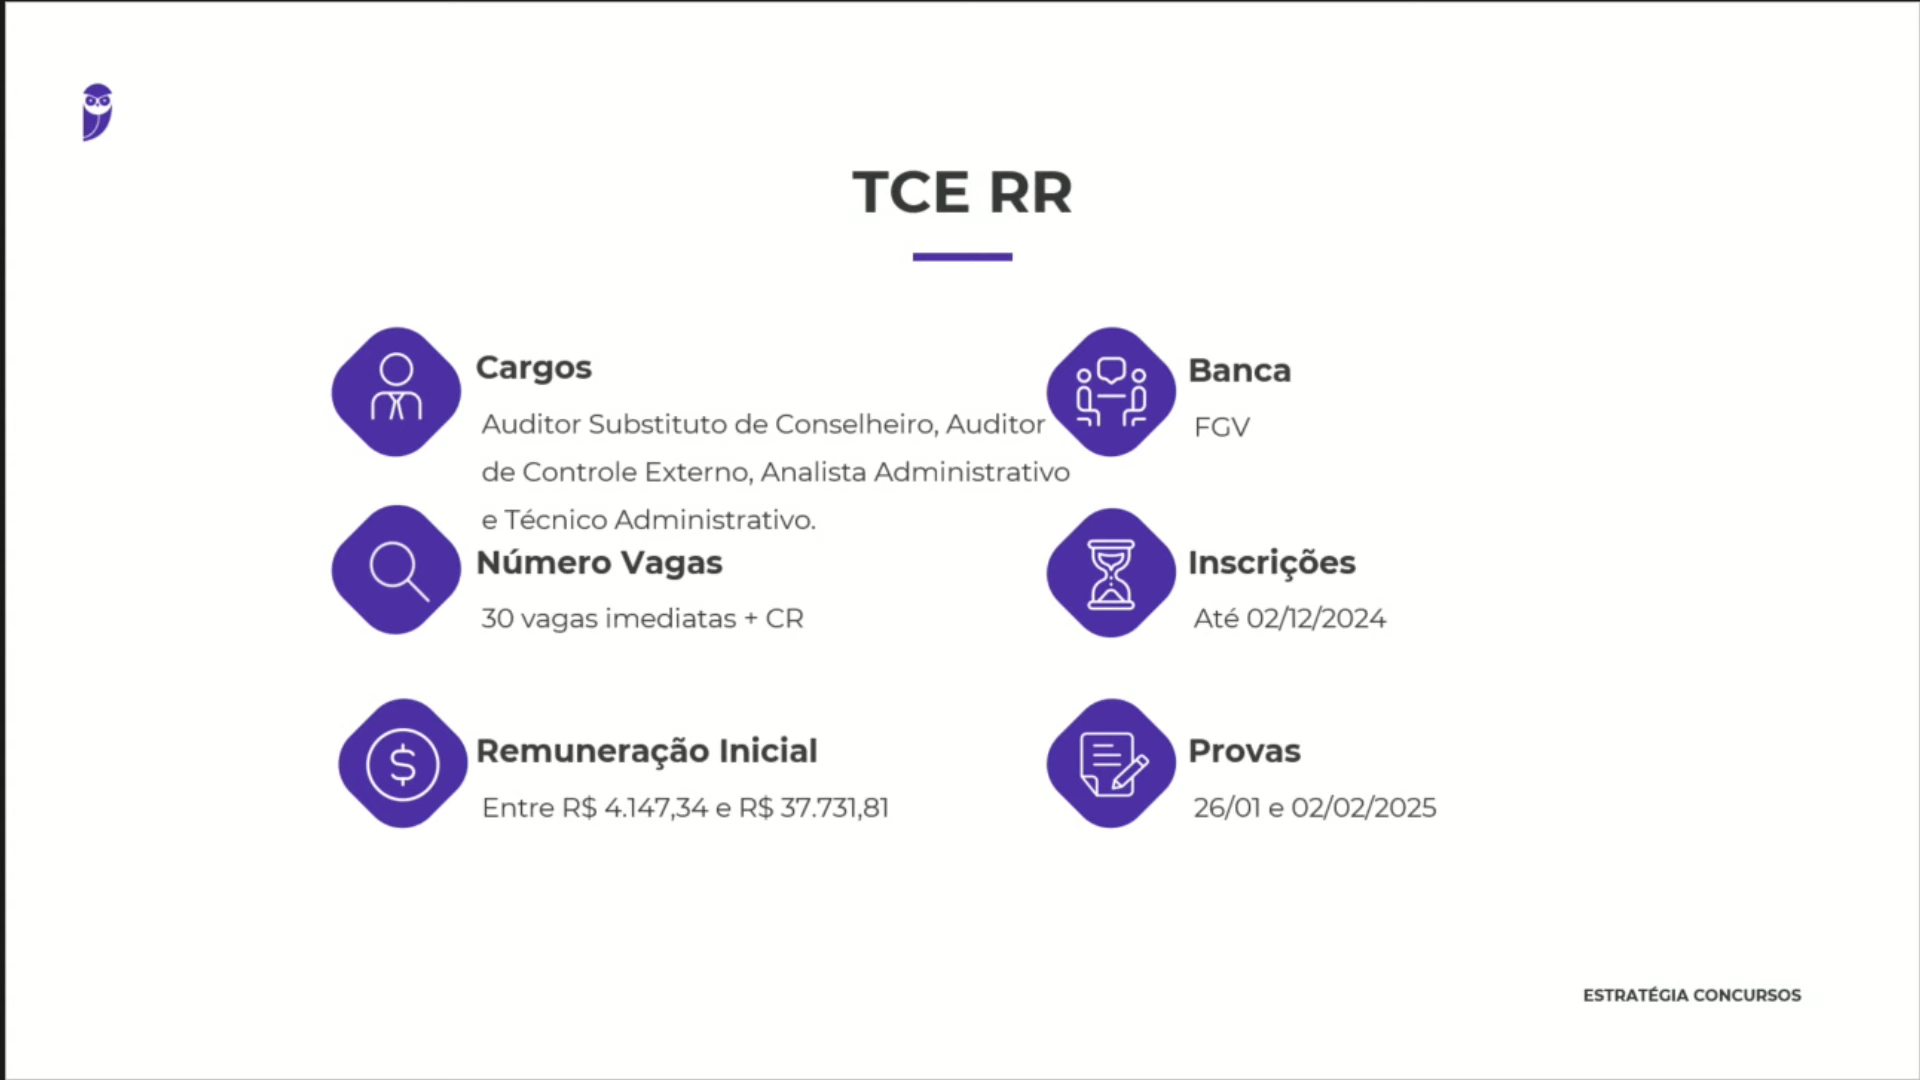 TCE RR
Cargos
Auditor Substituto de Conselheiro, Auditor
de Controle Externo, Analista Administrativo
e Técnico Administrativo.
Número Vagas
30 vagas imediatas + CR
Remuneração Inicial
Entre R$ 4.147,34 e R$ 37.731,81
Banca
FGV
Inscrições
Até 02/12/2024
Provas
26/01 e 02/02/2025
ESTRATÉGIA CONCURSOS